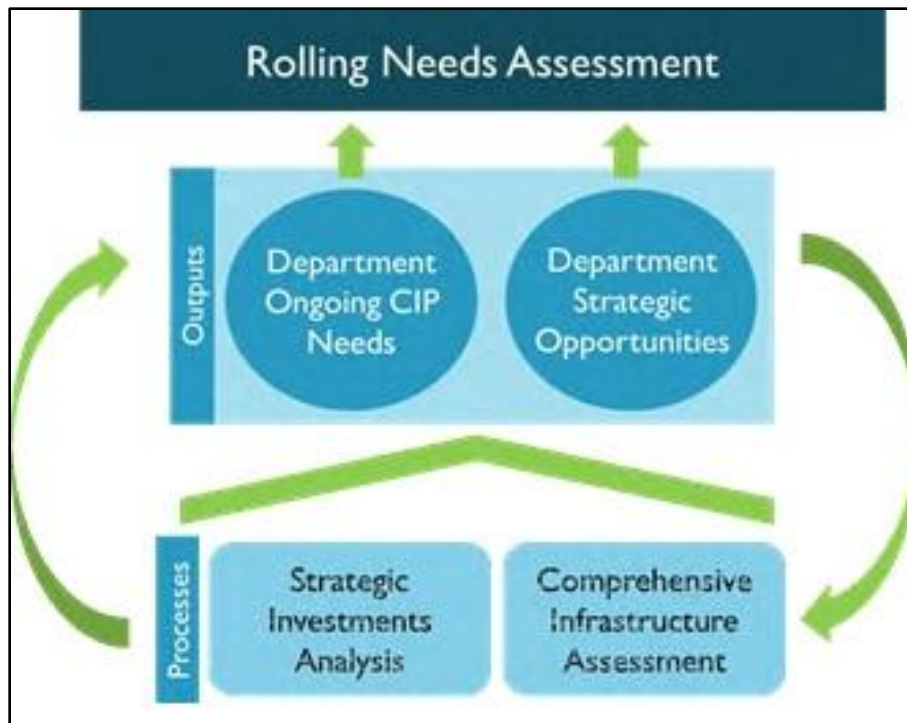 Rolling Needs Assessment
Outputs
Department
Ongoing CIP
Needs
Department
Strategic
Opportunities
Processes
Strategic
Investments
Analysis
Comprehensive
Infrastructure
Assessment